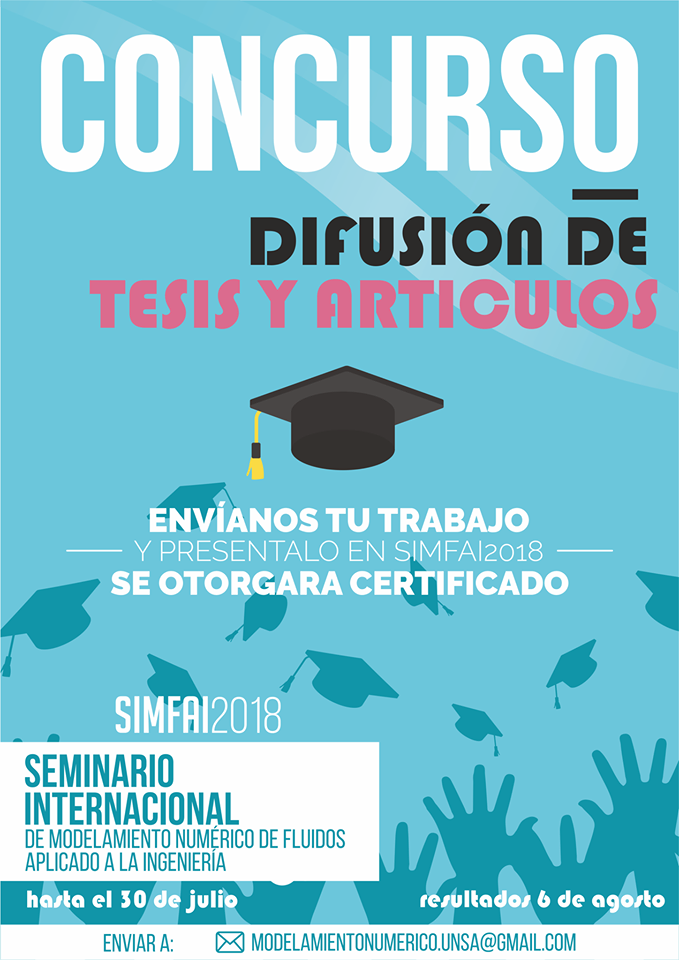 CONCURSO
DIFUSIÓN DE
TESIS Y ARTICULOS
ENVÍANOS TU TRABAJO
Y PRESENTALO EN SIMFAI2018
SE OTORGARA CERTIFICADO
SIMFAI2018
SEMINARIO
INTERNACIONAL
DE MODELAMIENTO NUMÉRICO DE FLUIDOS
APLICADO A LA INGENIERÍA
hasta el 30 de julio
resultados 6 de agosto
ENVIAR A: MODELAMIENTONUMERICO.UNSA@GMAIL.COM